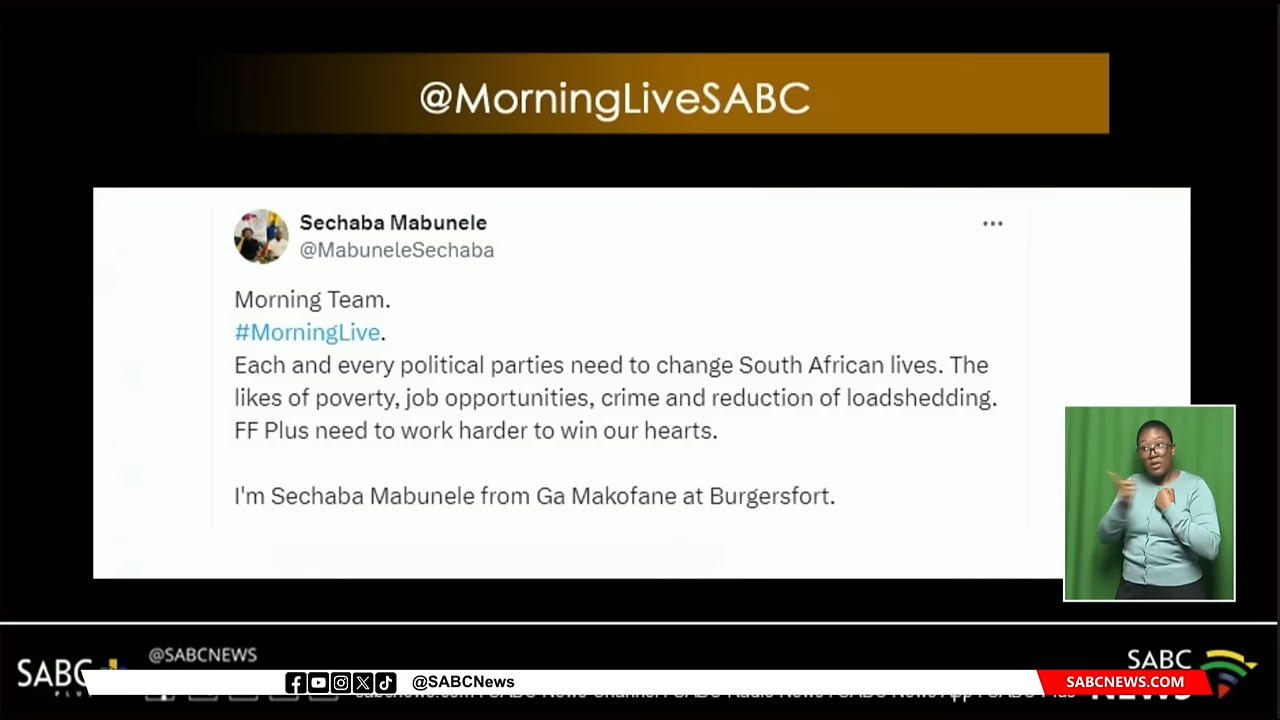 @MorningLiveSABC
Sechaba Mabunele
@MabuneleSechaba
Morning Team.
#MorningLive.
Each and every political parties need to change South African lives. The
likes of poverty, job opportunities, crime and reduction of loadshedding.
FF Plus need to work harder to win our hearts.
I'm Sechaba Mabunele from Ga Makofane at Burgersfort.
@SABCNEWS
SABC
SABC
NEWS
@SABCNews
SABCNEWS.COM